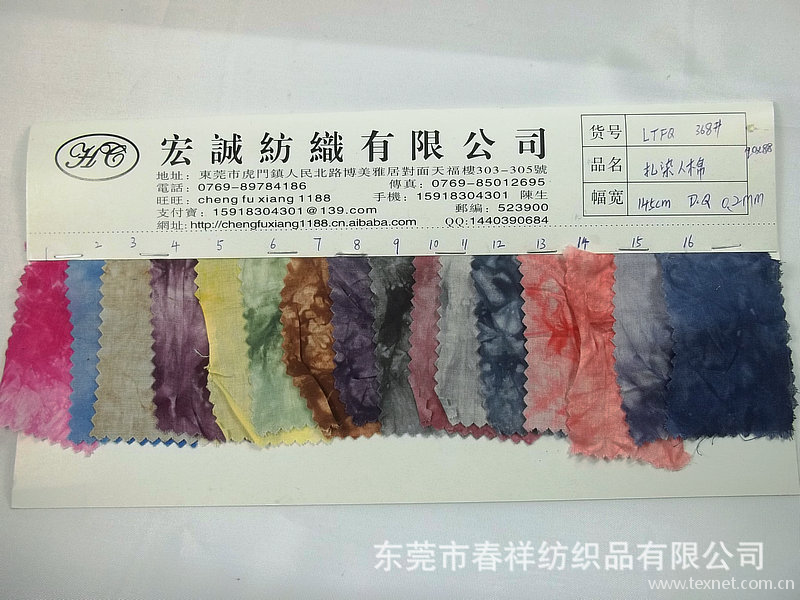 HC
宏誠紡織有限公司
地址：東莞市虎門鎮人民北路博美雅居對面天福樓303-305號
電話：0769-89784186 傳真：0769-85012695
旺旺：cheng fu xiang 1188 手機：15918304301 陳生
支付寶：15918304301@139.com 郵編：523900
網址：http://chengfuxiang1188.cn.alibaba.com QQ:1440390684
货号 LTFQ 368#
品名 扎染人棉
幅宽 145cm D.Q 0.2mm
1 2 3 4 5 6 7 8 9 10 11 12 13 14 15 16
东莞市春祥纺织品有限公司
www.texnet.com.cn